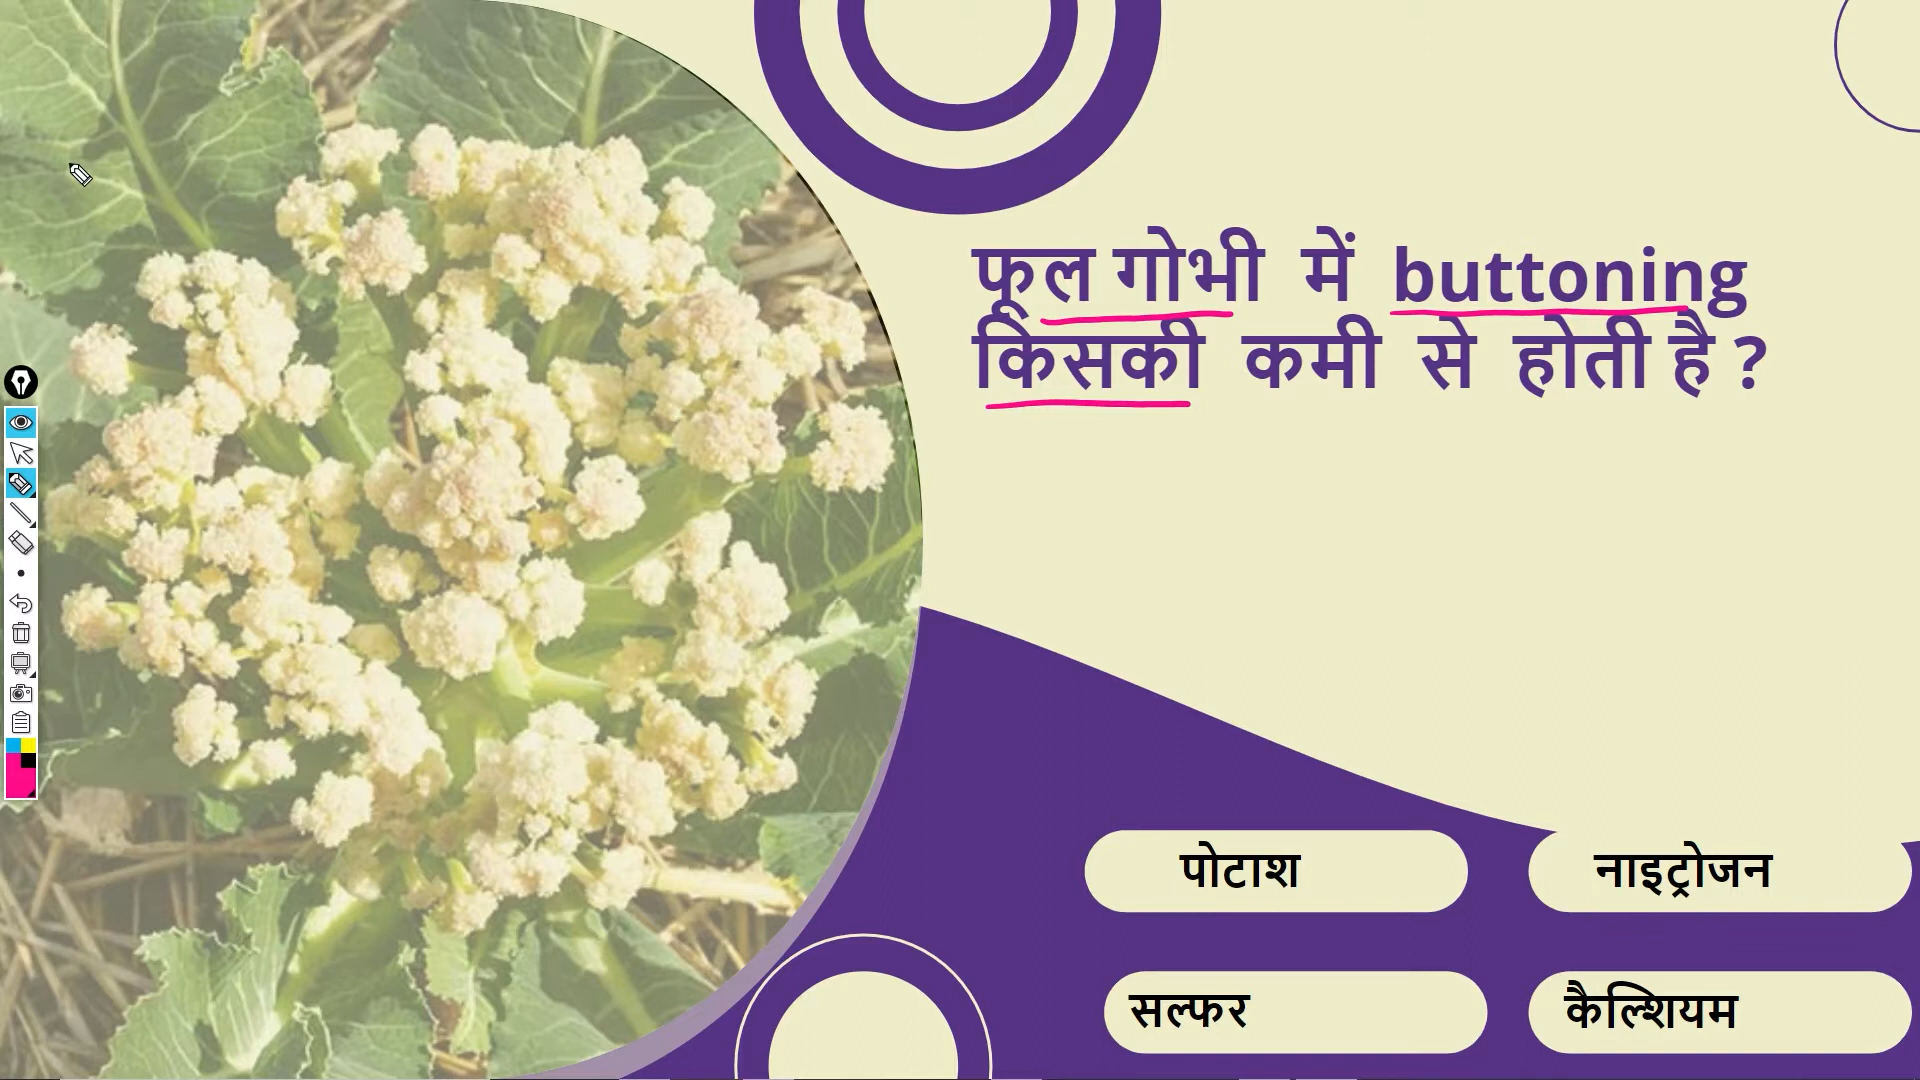 फूल गोभी में buttoning
किसकी कमी से होती है ?
पोटाश
नाइट्रोजन
सल्फर
कैल्शियम